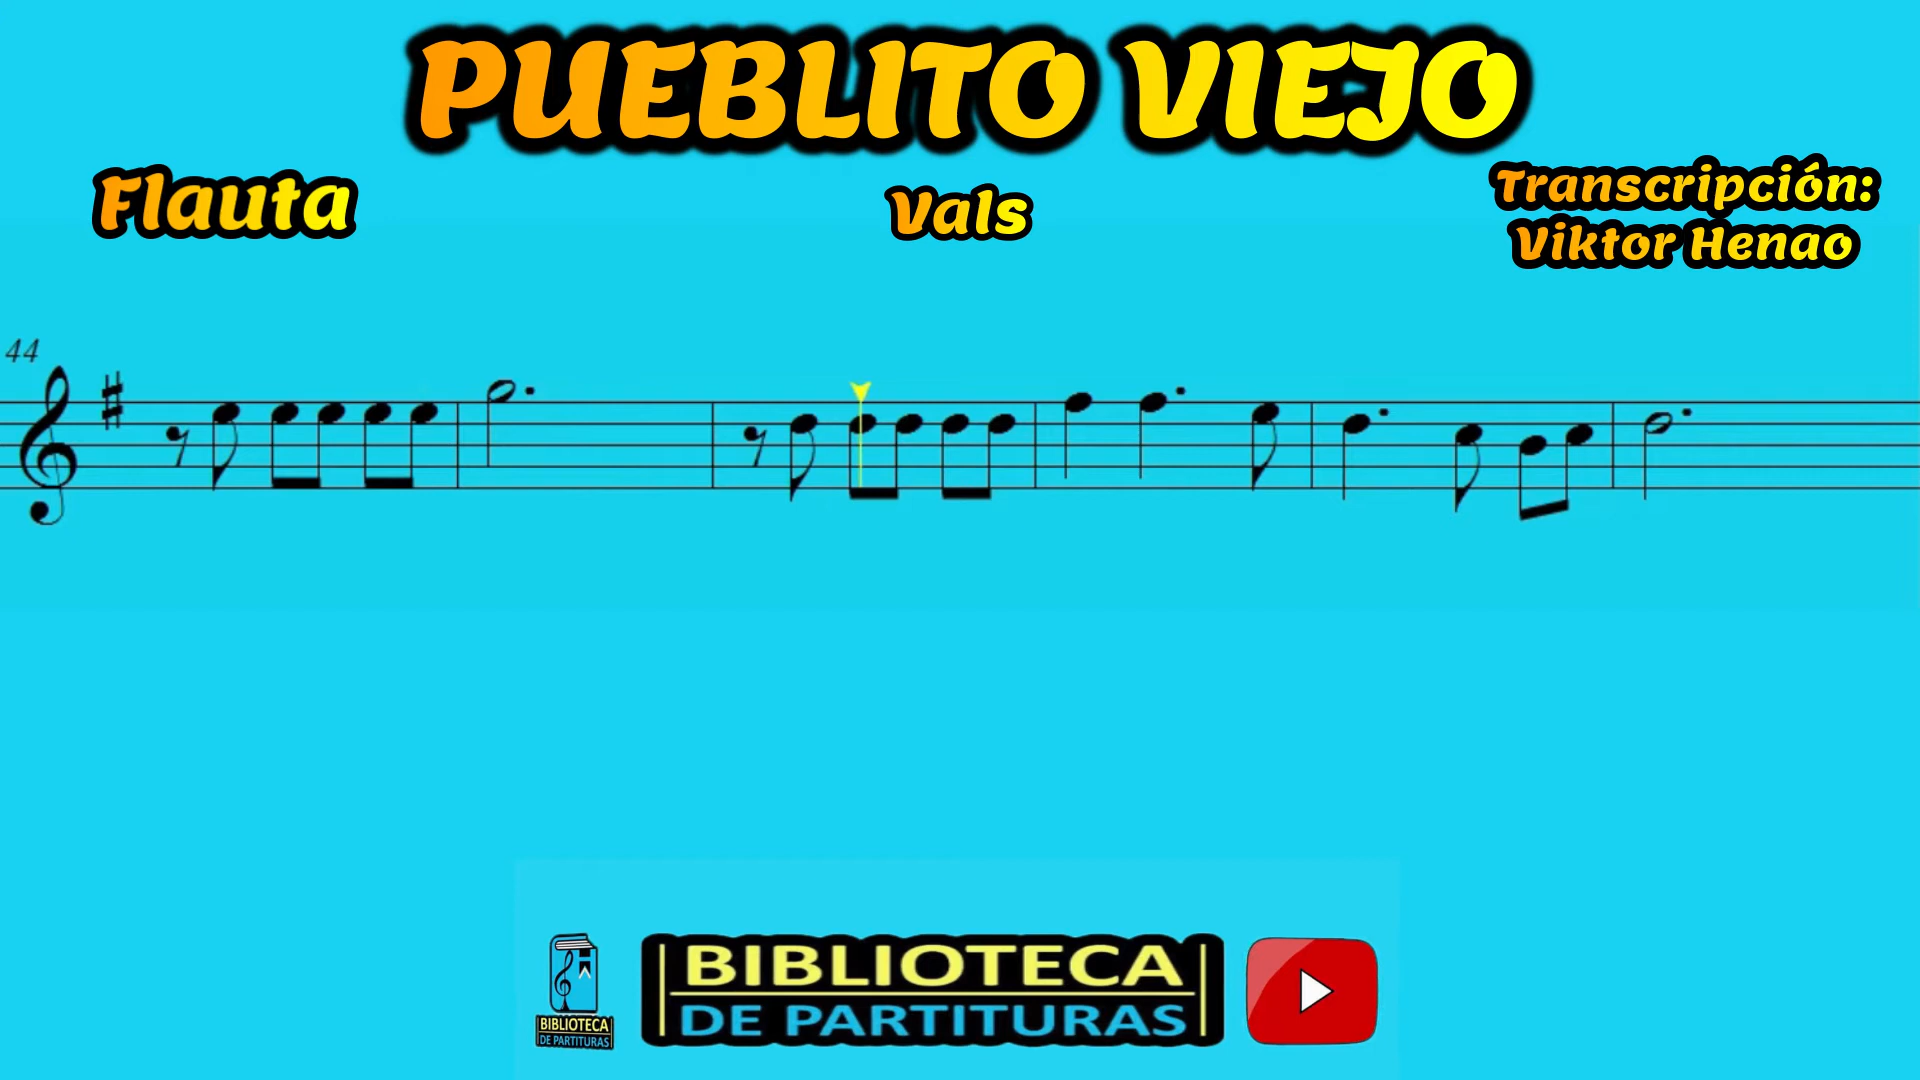 PUEBLITO VIEJO
Flauta
Vals
Transcripción:
Viktor Henao
44
BIBLIOTECA
DE PARTITURAS
BIBLIOTECA
DE PARTITURAS